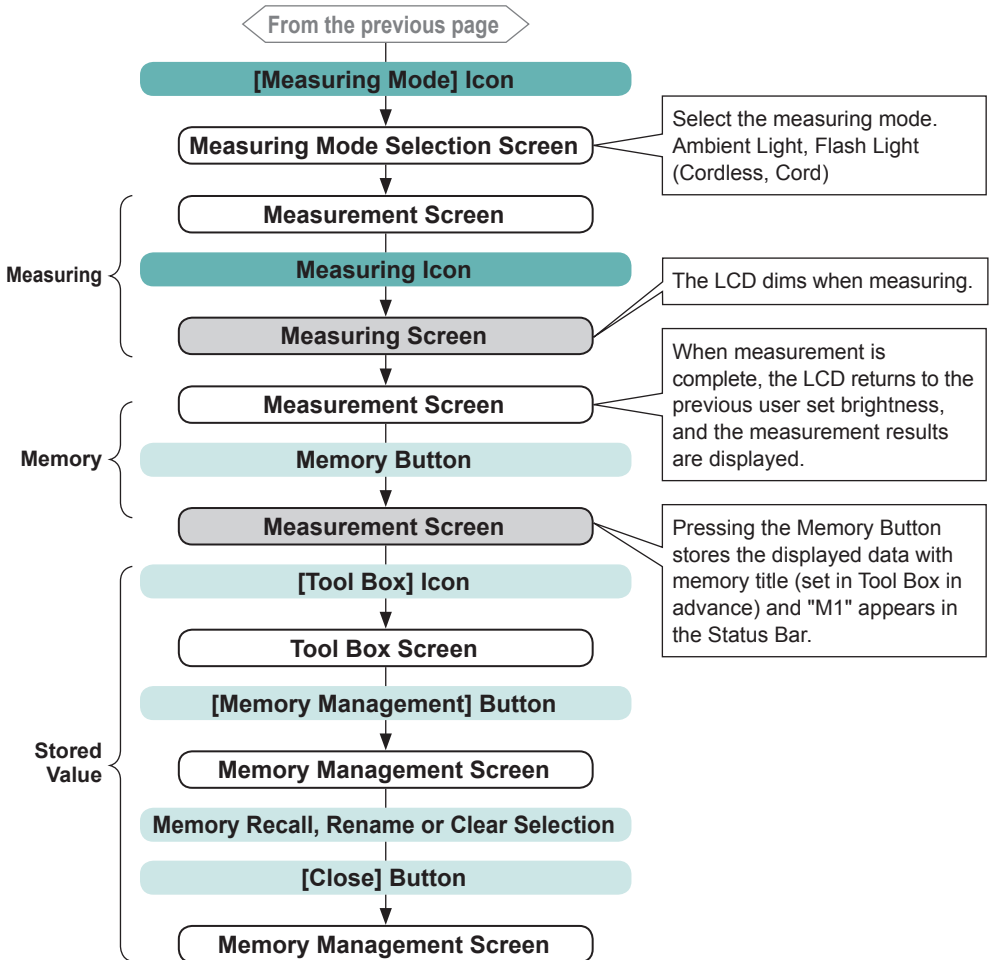 From the previous page
[Measuring Mode] Icon
Measuring Mode Selection Screen
Select the measuring mode.
Ambient Light, Flash Light
(Cordless, Cord)
Measuring
Measurement Screen
Measuring Icon
The LCD dims when measuring.
Measuring Screen
Memory
Measurement Screen
When measurement is
complete, the LCD returns to the
previous user set brightness,
and the measurement results
are displayed.
Memory Button
Measurement Screen
Pressing the Memory Button
stores the displayed data with
memory title (set in Tool Box in
advance) and "M1" appears in
the Status Bar.
Stored
Value
[Tool Box] Icon
Tool Box Screen
[Memory Management] Button
Memory Management Screen
Memory Recall, Rename or Clear Selection
[Close] Button
Memory Management Screen